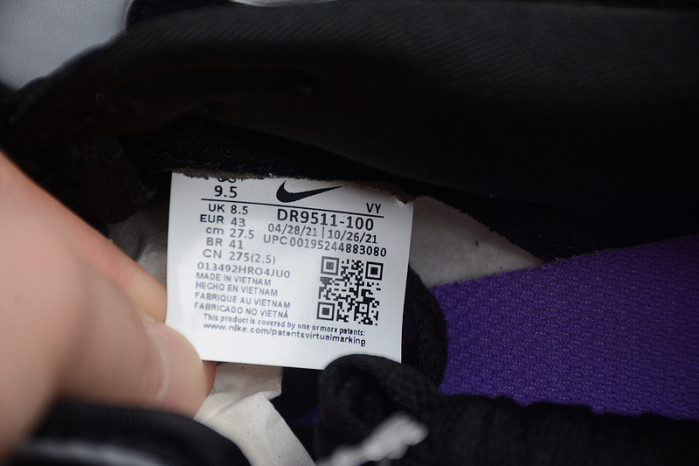 9.5
UK 8.5
EUR 43
cm 27.5
BR 41
CN 275(2.5)
VY
DR9511-100
04/28/21 | 10/26/21
UPC00195244883080
013492HRO4JU0
MADE IN VIETNAM
HECHO EN VIETNAM
FABRIQUE AU VIETNAM
FABRICADO NO VIETNÃ
This product is covered by one or more patents:
www.nike.com/patentsvirtualmarking